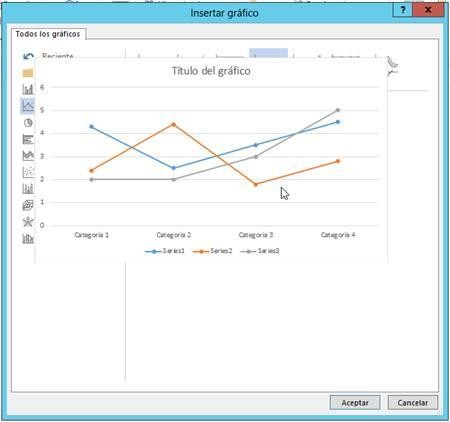 Insertar gráfico
? X
Todos los gráficos
Reciente
Título del gráfico
6
5
4
3
2
1
0
Categoría 1 Categoría 2 Categoría 3 Categoría 4
Series1 Series2 Series3
Aceptar Cancelar